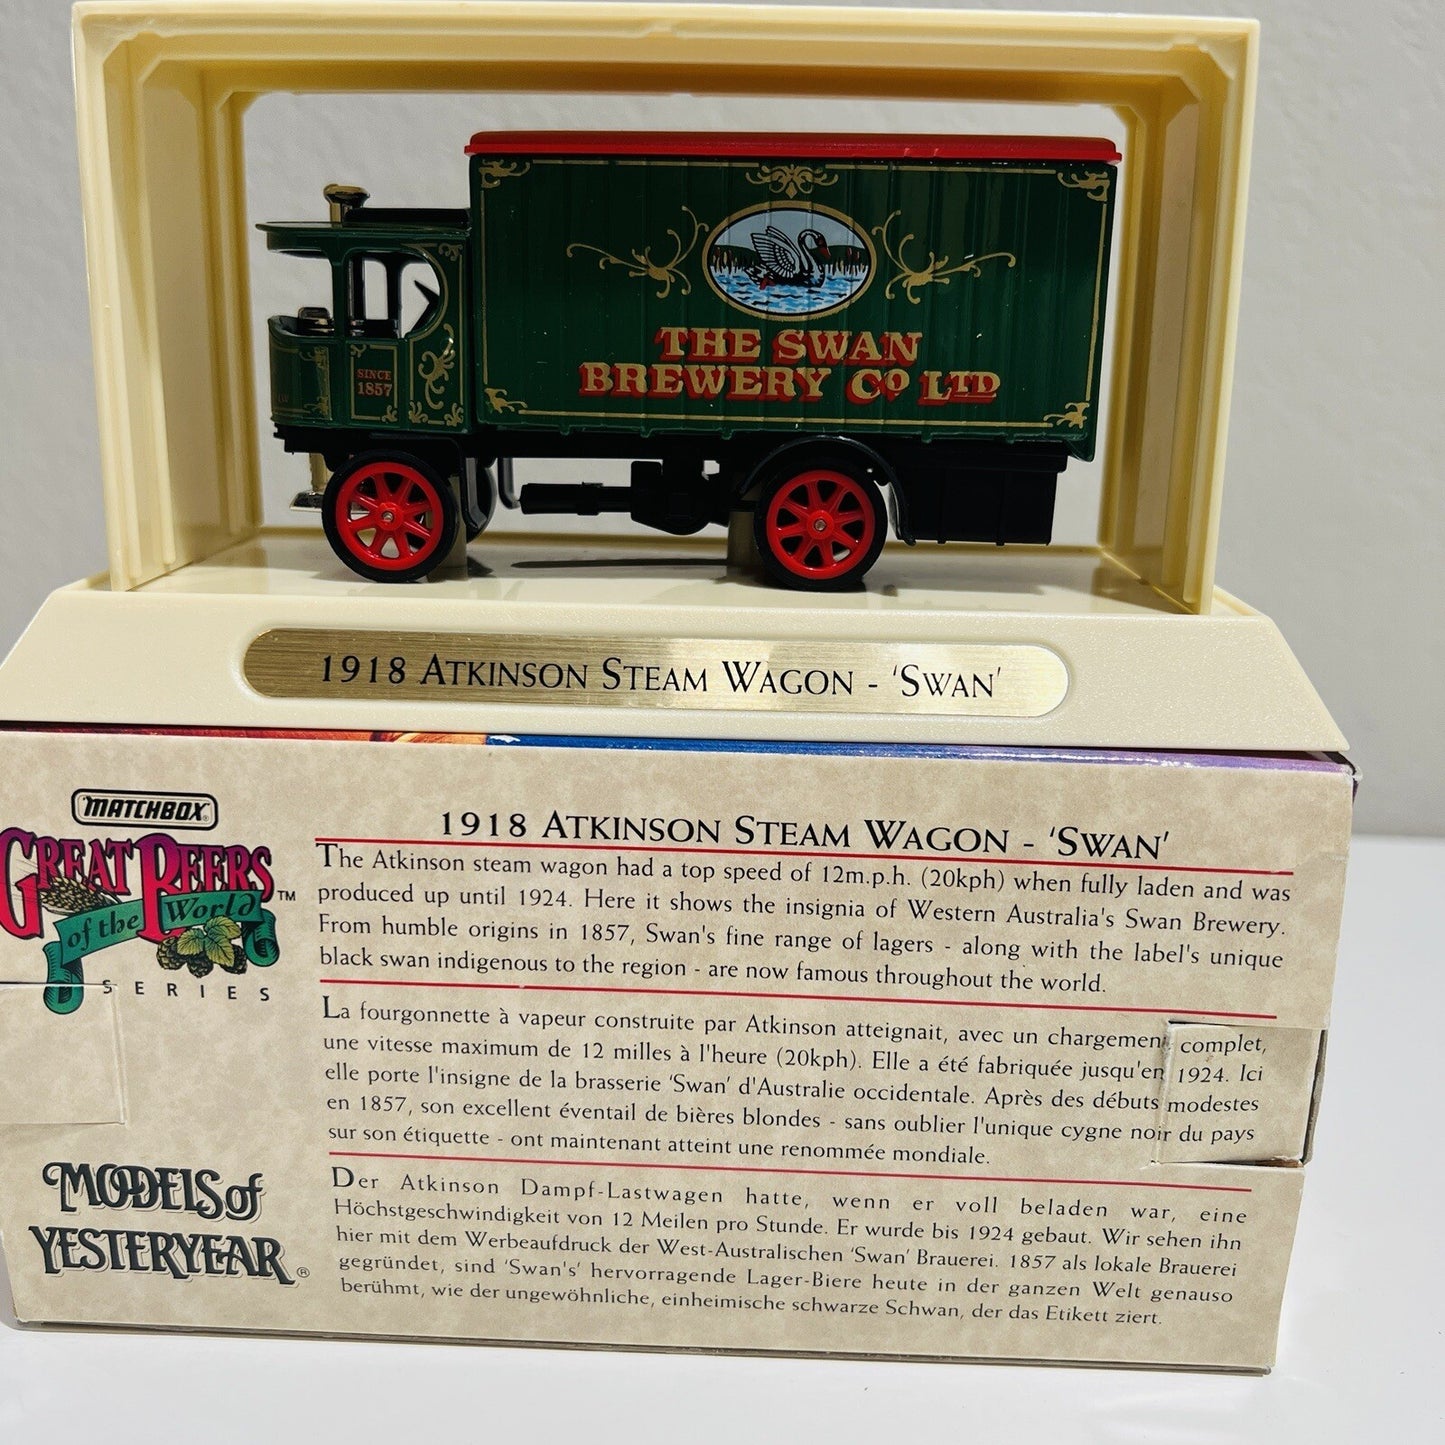 THE SWAN
BREWERY Co LTD
SINCE
1857
1918 ATKINSON STEAM WAGON - 'SWAN'
MATCHBOX®
GREAT BEERS™
of the World
SERIES
MODELS of
YESTERYEAR®
1918 ATKINSON STEAM WAGON - 'SWAN'
The Atkinson steam wagon had a top speed of 12m.p.h. (20kph) when fully laden and was
produced up until 1924. Here it shows the insignia of Western Australia's Swan Brewery.
From humble origins in 1857, Swan's fine range of lagers - along with the label's unique
black swan indigenous to the region - are now famous throughout the world.
La fourgonnette à vapeur construite par Atkinson atteignait, avec un chargement complet,
une vitesse maximum de 12 milles à l'heure (20kph). Elle a été fabriquée jusqu'en 1924. Ici
elle porte l'insigne de la brasserie 'Swan' d'Australie occidentale. Après des débuts modestes
en 1857, son excellent éventail de bières blondes - sans oublier l'unique cygne noir du pays
sur son étiquette - ont maintenant atteint une renommée mondiale.
Der Atkinson Dampf-Lastwagen hatte, wenn er voll beladen war, eine
Höchstgeschwindigkeit von 12 Meilen pro Stunde. Er wurde bis 1924 gebaut. Wir sehen ihn
hier mit dem Werbeaufdruck der West-Australischen 'Swan' Brauerei. 1857 als lokale Brauerei
gegründet, sind 'Swan's' hervorragende Lager-Biere heute in der ganzen Welt genauso
berühmt, wie der ungewöhnliche, einheimische schwarze Schwan, der das Etikett ziert.